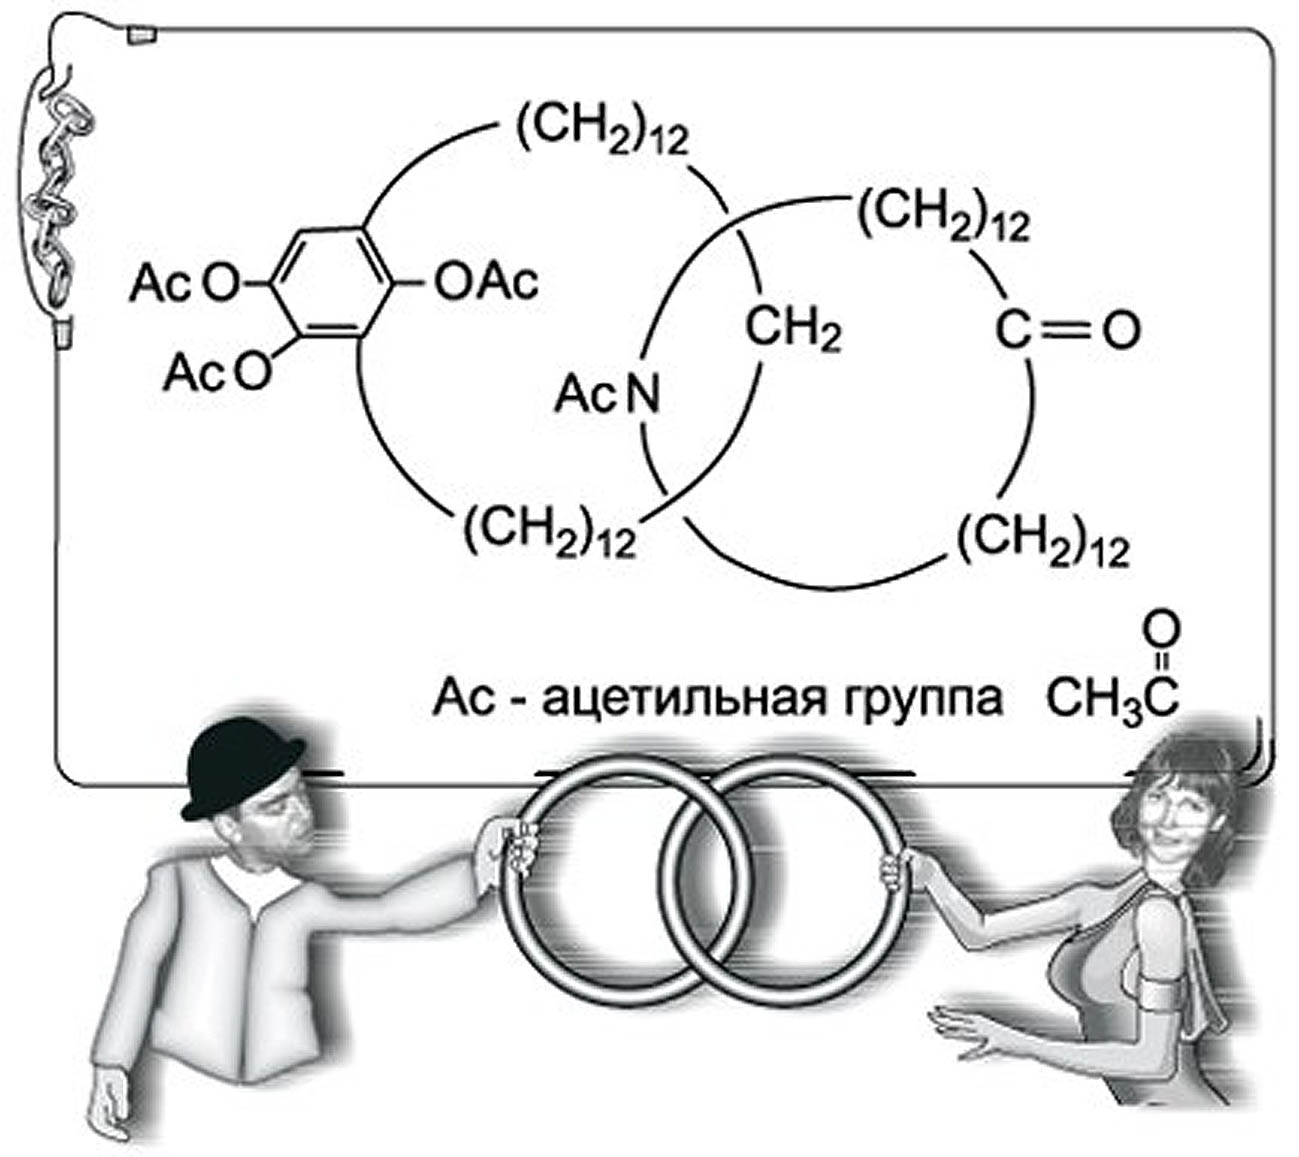 (CH₂)₁₂
(CH₂)₁₂
AcO
OAc
CH₂
C=O
AcO
AcN
(CH₂)₁₂
(CH₂)₁₂
O
Ac - ацетильная группа CH₃C